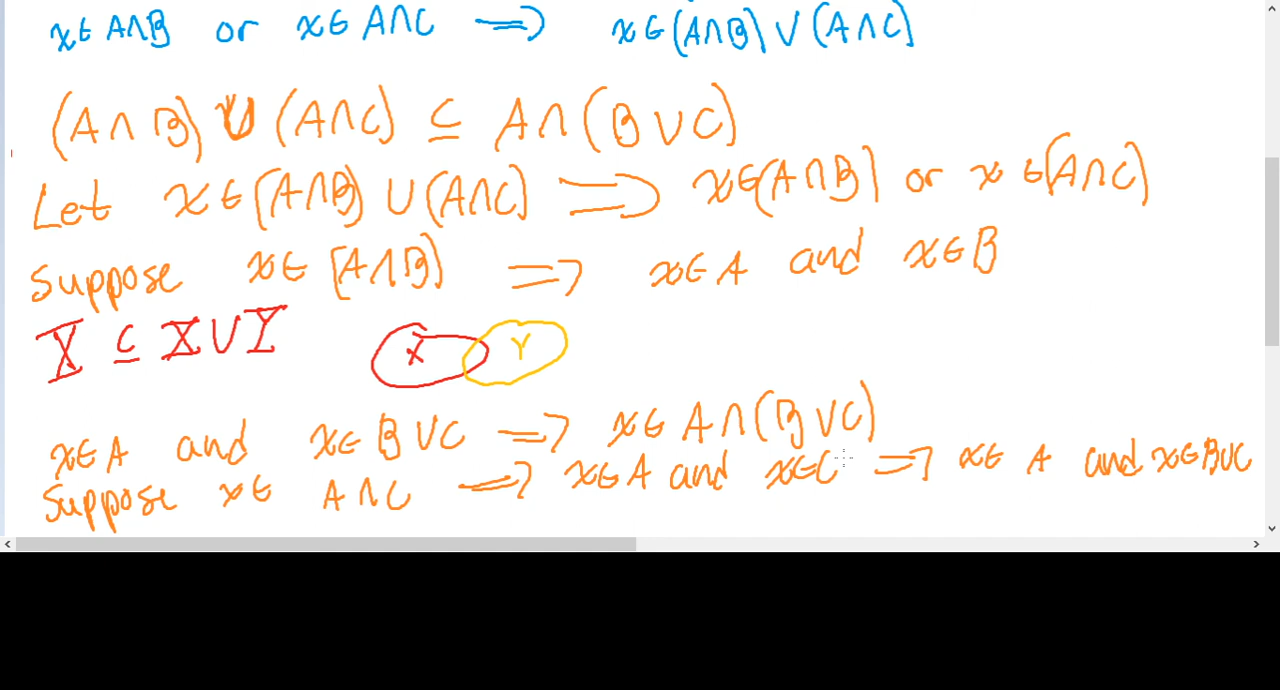 x∈A∩B or x∈A∩C ⟹ x∈(A∩B)∪(A∩C)
(A∩B)∪(A∩C) ⊆ A∩(B∪C)
Let x∈(A∩B)∪(A∩C) ⟹ x∈(A∩B) or x∈(A∩C)
Suppose x∈(A∩B) ⟹ x∈A and x∈B
X ⊆ X∪Y
X Y
x∈A and x∈B∪C ⟹ x∈A∩(B∪C)
Suppose x∈ A∩C ⟹ x∈A and x∈C ⟹ x∈A and x∈B∪C